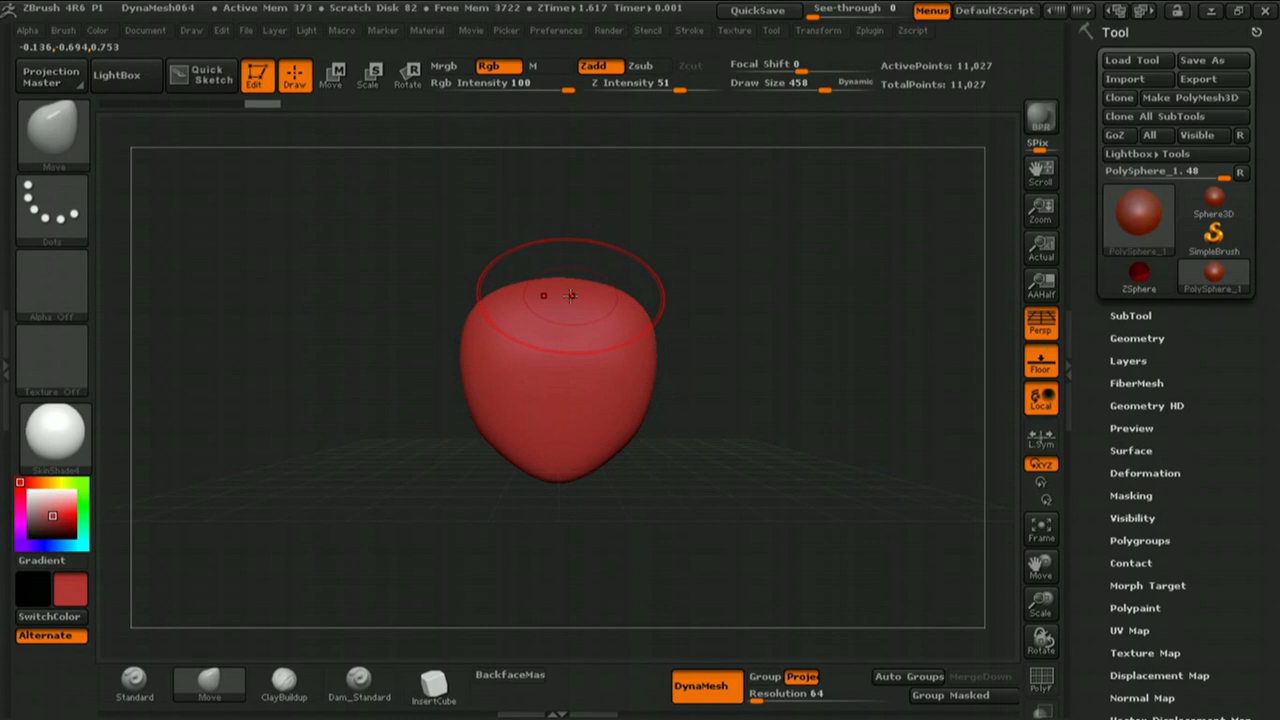 ZBrush 4R6 P1 DynaMesh064 • Active Mem 373 • Scratch Disk 82 • Free Mem 3722 • ZTime▸1.617 Timer▸0.001 QuickSave See-through 0 Menus DefaultZScript
Alpha Brush Color Document Draw Edit File Layer Light Macro Marker Material Movie Picker Preferences Render Stencil Stroke Texture Tool Transform Zplugin Zscript
-0.136,-0.694,0.753
Projection Master
LightBox
Quick Sketch
Edit
Draw
Move
Scale
Rotate
Mrgb Rgb M
Rgb Intensity 100
Zadd Zsub Zcut
Z Intensity 51
Focal Shift 0
Draw Size 458 Dynamic
ActivePoints: 11,027
TotalPoints: 11,027
Move
Dots
Alpha Off
Texture Off
SkinShade4
Gradient
SwitchColor
Alternate
BPR
SPix
Scroll
Zoom
Actual
AAHalf
Persp
Floor
Local
L.Sym
XYZ
Frame
Move
Scale
Rotate
PolyF
Tool
Load Tool Save As
Import Export
Clone Make PolyMesh3D
Clone All SubTools
GoZ All Visible R
Lightbox▸Tools
PolySphere_1. 48 R
PolySphere_1
Sphere3D
SimpleBrush
ZSphere
PolySphere_1
SubTool
Geometry
Layers
FiberMesh
Geometry HD
Preview
Surface
Deformation
Masking
Visibility
Polygroups
Contact
Morph Target
Polypaint
UV Map
Texture Map
Displacement Map
Normal Map
Standard
Move
ClayBuildup
Dam_Standard
InsertCube
BackfaceMas
DynaMesh
Group Proje
Resolution 64
Auto Groups MergeDown
Group Masked